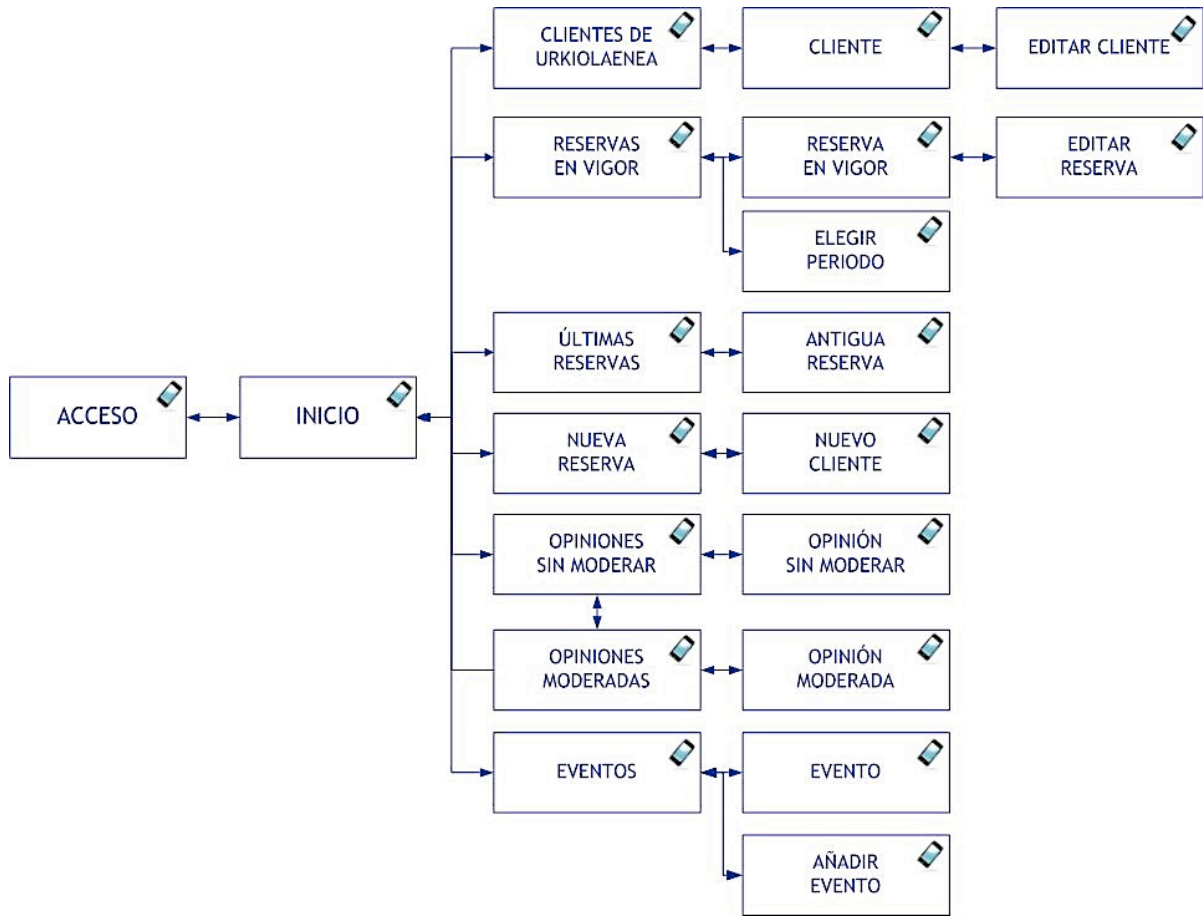 CLIENTES DE
URKIOLAENEA
CLIENTE
EDITAR CLIENTE
RESERVAS
EN VIGOR
RESERVA
EN VIGOR
EDITAR
RESERVA
ELEGIR
PERIODO
ÚLTIMAS
RESERVAS
ANTIGUA
RESERVA
ACCESO
INICIO
NUEVA
RESERVA
NUEVO
CLIENTE
OPINIONES
SIN MODERAR
OPINIÓN
SIN MODERAR
OPINIONES
MODERADAS
OPINIÓN
MODERADA
EVENTOS
EVENTO
AÑADIR
EVENTO